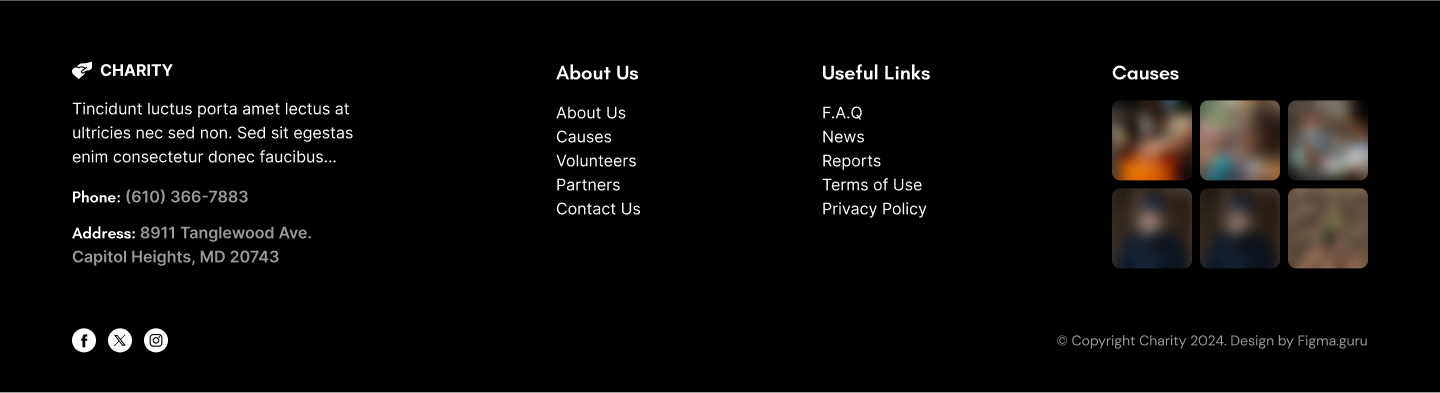 CHARITY
Tincidunt luctus porta amet lectus at
ultricies nec sed non. Sed sit egestas
enim consectetur donec faucibus...
Phone: (610) 366-7883
Address: 8911 Tanglewood Ave.
Capitol Heights, MD 20743
About Us
About Us
Causes
Volunteers
Partners
Contact Us
Useful Links
F.A.Q
News
Reports
Terms of Use
Privacy Policy
Causes
© Copyright Charity 2024. Design by Figma.guru